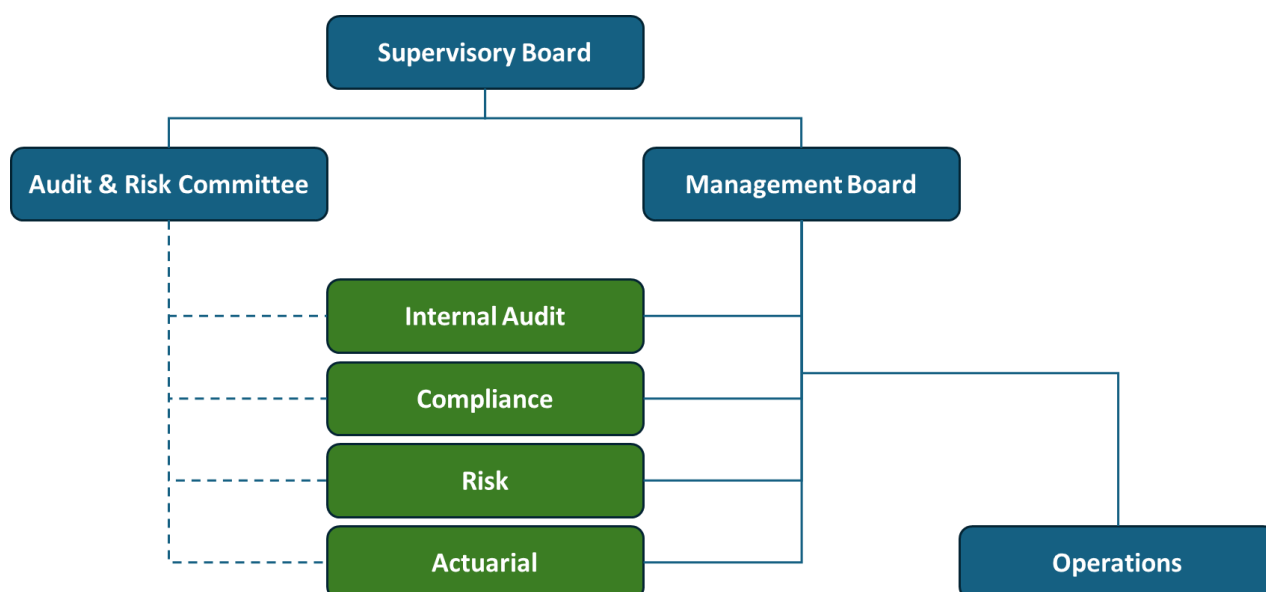 Supervisory Board
Audit & Risk Committee
Management Board
Internal Audit
Compliance
Risk
Actuarial
Operations